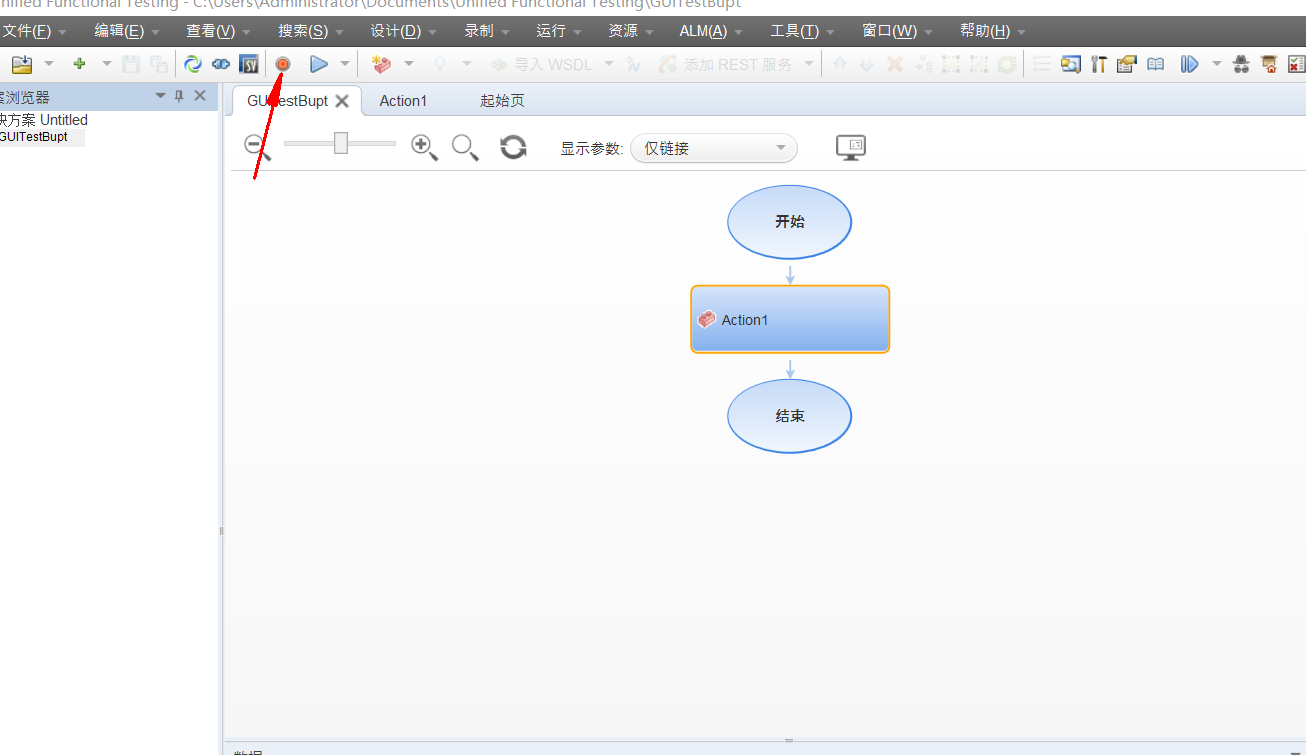 nified Functional Testing - C:\Users\Administrator\Documents\Unified Functional Testing\GUITestBupt
文件(F) 编辑(E) 查看(V) 搜索(S) 设计(D) 录制 运行 资源 ALM(A) 工具(T) 窗口(W) 帮助(H)
导入 WSDL 添加 REST 服务
案浏览器
GUITestBupt Action1 起始页
决方案 Untitled
GUITestBupt
显示参数: 仅链接
开始
Action1
结束
数据